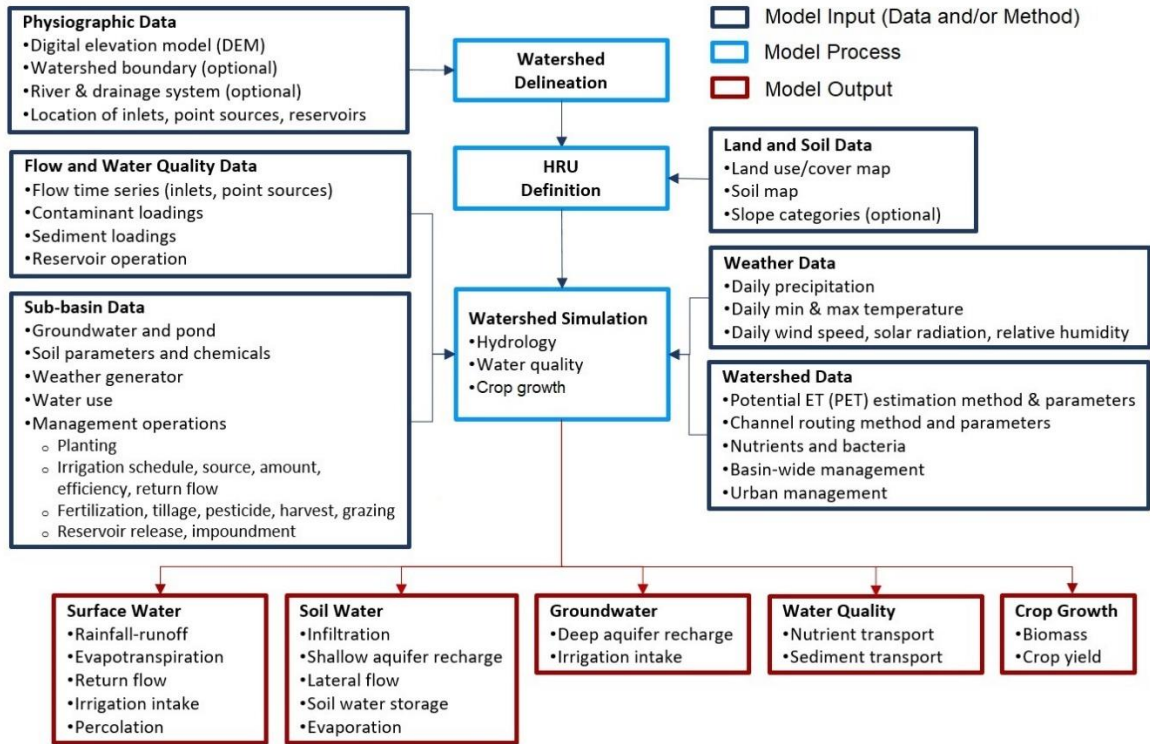 Physiographic Data
•Digital elevation model (DEM)
•Watershed boundary (optional)
•River & drainage system (optional)
•Location of inlets, point sources, reservoirs
Watershed
Delineation
Model Input (Data and/or Method)
Model Process
Model Output
Flow and Water Quality Data
•Flow time series (inlets, point sources)
•Contaminant loadings
•Sediment loadings
•Reservoir operation
HRU
Definition
Land and Soil Data
•Land use/cover map
•Soil map
•Slope categories (optional)
Sub-basin Data
•Groundwater and pond
•Soil parameters and chemicals
•Weather generator
•Water use
•Management operations
o Planting
o Irrigation schedule, source, amount,
efficiency, return flow
o Fertilization, tillage, pesticide, harvest, grazing
o Reservoir release, impoundment
Watershed Simulation
•Hydrology
•Water quality
•Crop growth
Weather Data
•Daily precipitation
•Daily min & max temperature
•Daily wind speed, solar radiation, relative humidity
Watershed Data
•Potential ET (PET) estimation method & parameters
•Channel routing method and parameters
•Nutrients and bacteria
•Basin-wide management
•Urban management
Surface Water
•Rainfall-runoff
•Evapotranspiration
•Return flow
•Irrigation intake
•Percolation
Soil Water
•Infiltration
•Shallow aquifer recharge
•Lateral flow
•Soil water storage
•Evaporation
Groundwater
•Deep aquifer recharge
•Irrigation intake
Water Quality
•Nutrient transport
•Sediment transport
Crop Growth
•Biomass
•Crop yield